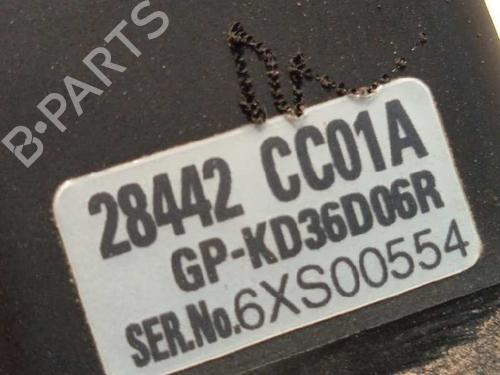 B·PARTS
28442 CC01A
GP-KD36D06R
SER.No.6XS00554